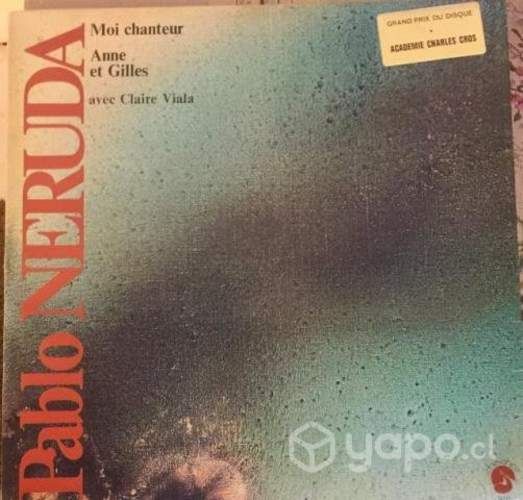 Pablo NERUDA
Moi chanteur
Anne
et Gilles
avec Claire Viala
GRAND PRIX DU DISQUE
ACADEMIE CHARLES CROS
yapo.cl